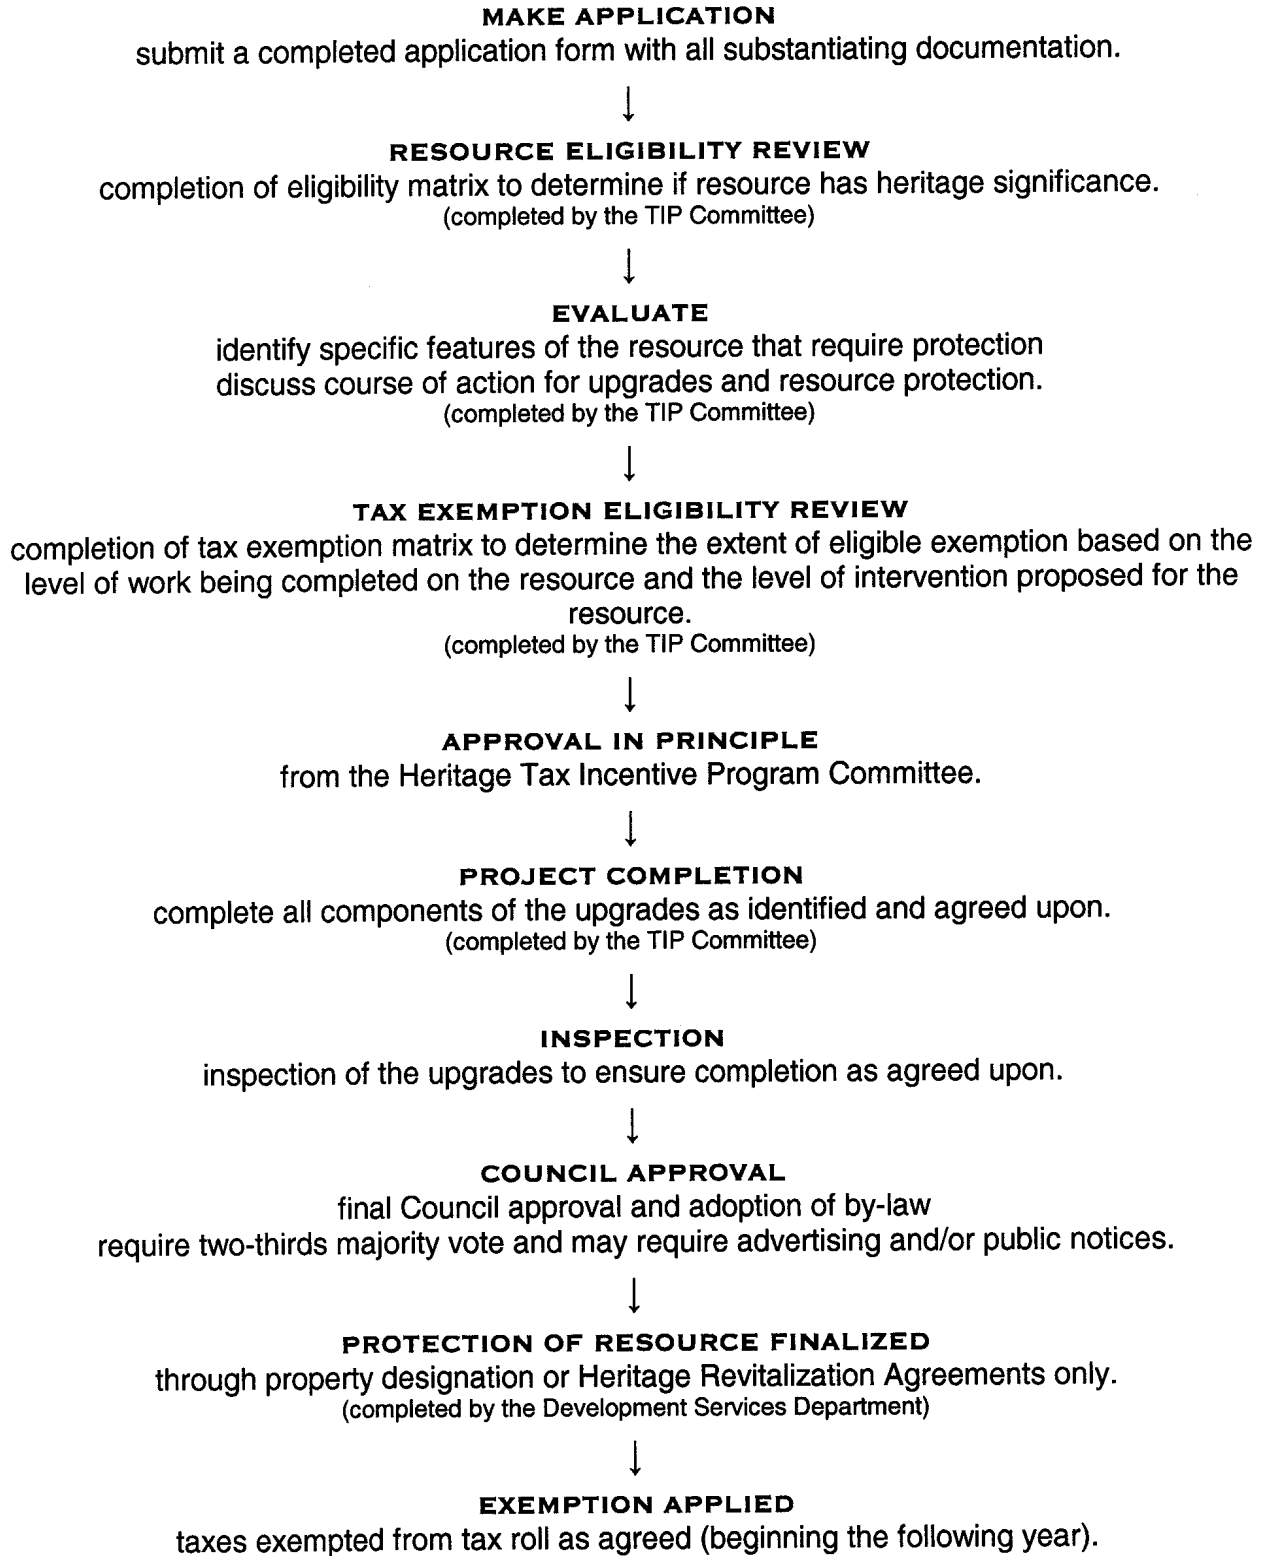 MAKE APPLICATION
submit a completed application form with all substantiating documentation.
↓
RESOURCE ELIGIBILITY REVIEW
completion of eligibility matrix to determine if resource has heritage significance.
(completed by the TIP Committee)
↓
EVALUATE
identify specific features of the resource that require protection
discuss course of action for upgrades and resource protection.
(completed by the TIP Committee)
↓
TAX EXEMPTION ELIGIBILITY REVIEW
completion of tax exemption matrix to determine the extent of eligible exemption based on the
level of work being completed on the resource and the level of intervention proposed for the
resource.
(completed by the TIP Committee)
↓
APPROVAL IN PRINCIPLE
from the Heritage Tax Incentive Program Committee.
↓
PROJECT COMPLETION
complete all components of the upgrades as identified and agreed upon.
(completed by the TIP Committee)
↓
INSPECTION
inspection of the upgrades to ensure completion as agreed upon.
↓
COUNCIL APPROVAL
final Council approval and adoption of by-law
require two-thirds majority vote and may require advertising and/or public notices.
↓
PROTECTION OF RESOURCE FINALIZED
through property designation or Heritage Revitalization Agreements only.
(completed by the Development Services Department)
↓
EXEMPTION APPLIED
taxes exempted from tax roll as agreed (beginning the following year).